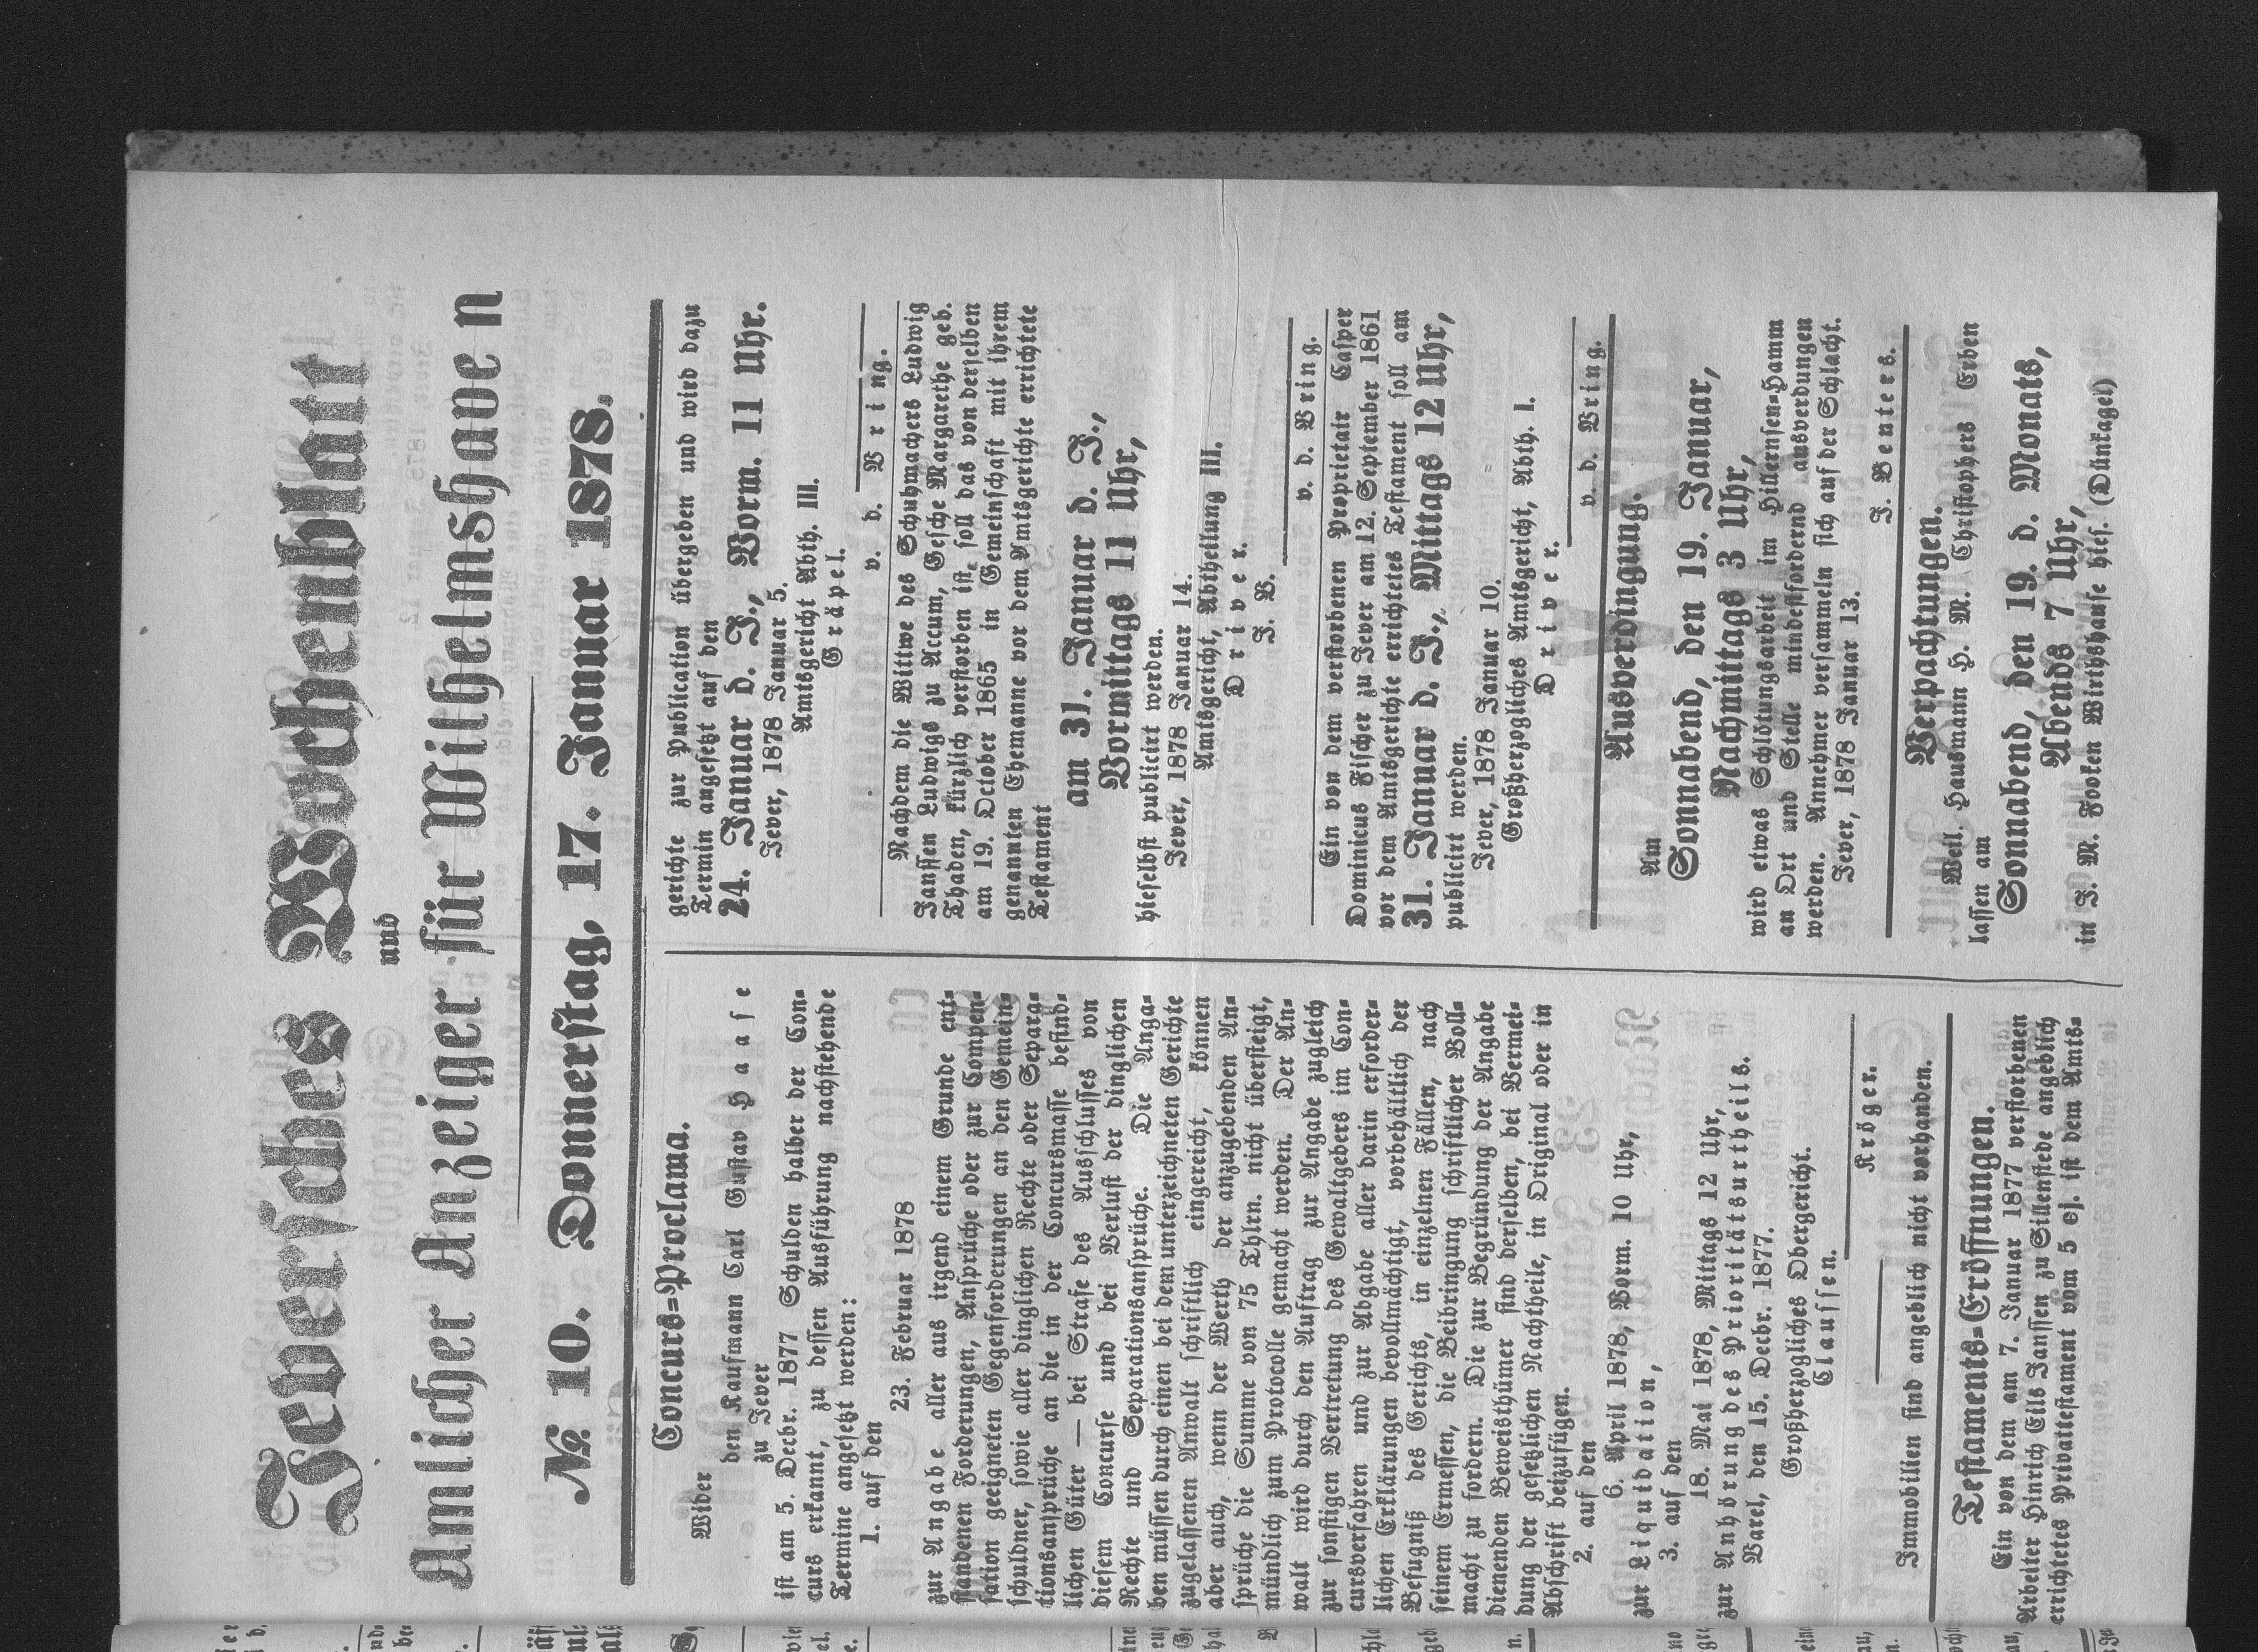 Jeversches Wochenblatt
und
Amlicher Anzeiger für Wilhelmshave n
№ 10. Donnerstag, 17. Januar 1878.
Concurs=Proclama.
Wider
den Kaufmann Carl Gustav Haase
zu Jever
ist am 5. Decbr. 1877 Schulden halber der Con-
curs erkannt, zu dessen Ausführung nachstehende
Termine angesetzt werden:
1. auf den
23. Februar 1878
zur Angabe aller aus irgend einem Grunde ent-
standenen Forderungen, Ansprüche oder zur Compen-
sation geeigneten Gegenforderungen an den Gemein-
schuldner, sowie aller dinglichen Rechte oder Separa-
tionsansprüche an die in der Concursmasse befind-
lichen Güter — bei Strafe des Ausschlusses von
diesem Concurse und bei Verlust der dinglichen
Rechte und Separationsansprüche. Die Anga-
ben müssen durch einen bei dem unterzeichneten Gerichte
zugelassenen Anwalt schriftlich eingereicht, können
aber auch, wenn der Werth der anzugebenden An-
sprüche die Summe von 75 Thlrn. nicht übersteigt,
mündlich zum Protocolle gemacht werden. Der An-
walt wird durch den Auftrag zur Angabe zugleich
zur sonstigen Vertretung des Gewaltgebers im Con-
cursverfahren und zur Abgabe aller darin erforder-
lichen Erklärungen bevollmächtigt, vorbehältlich der
Befugniß des Gerichts, in einzelnen Fällen, nach
seinem Ermessen, die Beibringung schriftlicher Voll-
macht zu fordern. Die zur Begründung der Angabe
dienenden Beweisthümer sind derselben, bei Vermei-
dung der gesetzlichen Nachtheile, in Original oder in
Abschrift beizufügen.
2. auf den
6. April 1878, Vorm. 10 Uhr,
zur Liquidation,
3. auf den
18. Mai 1878, Mittags 12 Uhr,
zur Anhörung des Prioritätsurtheils.
Varel, den 15. Decbr. 1877.
Großherzogliches Obergericht.
Claussen.
Kröger.
Immobilien sind angeblich nicht vorhanden.
Testaments=Eröffnungen.
Ein von dem am 7. Januar 1877 verstorbenen
Arbeiter Hinrich Eils Janssen zu Sillenstede angeblich
errichtetes Privattestament vom 5 ej. ist dem Amts-
gerichte zur Publication übergeben und wird dazu
Termin angesetzt auf den
24. Januar d. J., Vorm. 11 Uhr.
Jever, 1878 Januar 5.
Amtsgericht Abth. III.
Gräpel.
v. d. Vring.
Nachdem die Wittwe des Schuhmachers Ludwig
Janssen Ludwigs zu Accum, Gesche Margarethe geb.
Thaden, kürzlich verstorben ist, soll das von derselben
am 19. October 1865 in Gemeinschaft mit ihrem
genannten Ehemanne vor dem Amtsgerichte errichtete
Testament
am 31. Januar d. J.,
Vormittags 11 Uhr,
hieselbst publicirt werden.
Jever, 1878 Januar 14.
Amtsgericht, Abtheilung III.
Driver.
J. V.
v. d. Vring.
Ein von dem verstorbenen Proprietair Casper
Dominicus Fischer zu Jever am 12. September 1861
vor dem Amtsgerichte errichtetes Testament soll am
31. Januar d. J., Mittags 12 Uhr,
publicirt werden.
Jever, 1878 Januar 10.
Großherzogliches Amtsgericht, Abth. I.
Driver.
v. d. Vring.
Ausverdingung.
Am
Sonnabend, den 19. Januar,
Nachmittags 3 Uhr,
wird etwas Schlötungsarbeit im Hillernsen=Hamm
an Ort und Stelle mindestfordernd ausverdungen
werden. Annehmer versammeln sich auf der Schlacht.
Jever, 1878 Januar 13.
J. Benters.
Verpachtungen.
Weil. Hausmann H. M. Christophers Erben
lassen am
Sonnabend, den 19. d. Monats,
Abends 7 Uhr,
in J. M. Fooken Wirthshause hies. (Dünkagel)